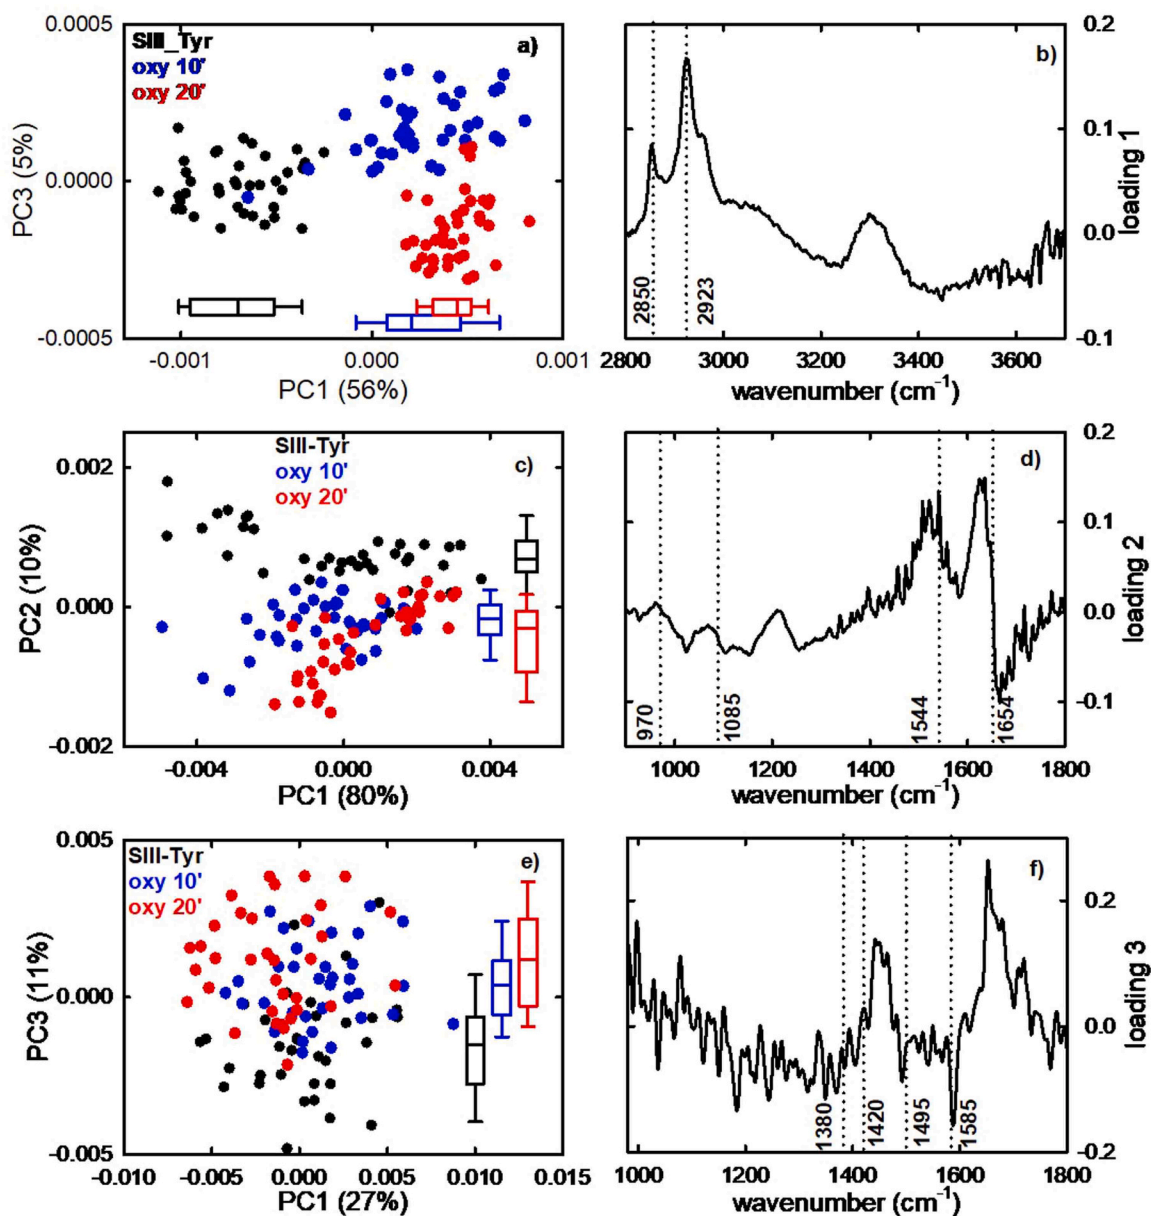 0.0005
SIII_Tyr
oxy 10'
oxy 20'
a)
PC3 (5%)
0.0000
-0.0005
-0.001
0.000
0.001
PC1 (56%)
b)
0.2
0.1
0.0
-0.1
loading 1
2850
2923
2800
3000
3200
3400
3600
wavenumber (cm⁻¹)
SIII-Tyr
oxy 10'
oxy 20'
c)
0.002
0.000
-0.002
PC2 (10%)
-0.004
0.000
0.004
PC1 (80%)
d)
0.2
0.1
0.0
-0.1
loading 2
970
1085
1544
1654
1000
1200
1400
1600
1800
wavenumber (cm⁻¹)
0.005
SIII-Tyr
oxy 10'
oxy 20'
e)
PC3 (11%)
0.000
-0.005
-0.010
-0.005
0.000
0.005
0.010
0.015
PC1 (27%)
f)
0.2
0.0
-0.2
loading 3
1380
1420
1495
1585
1000
1200
1400
1600
1800
wavenumber (cm⁻¹)